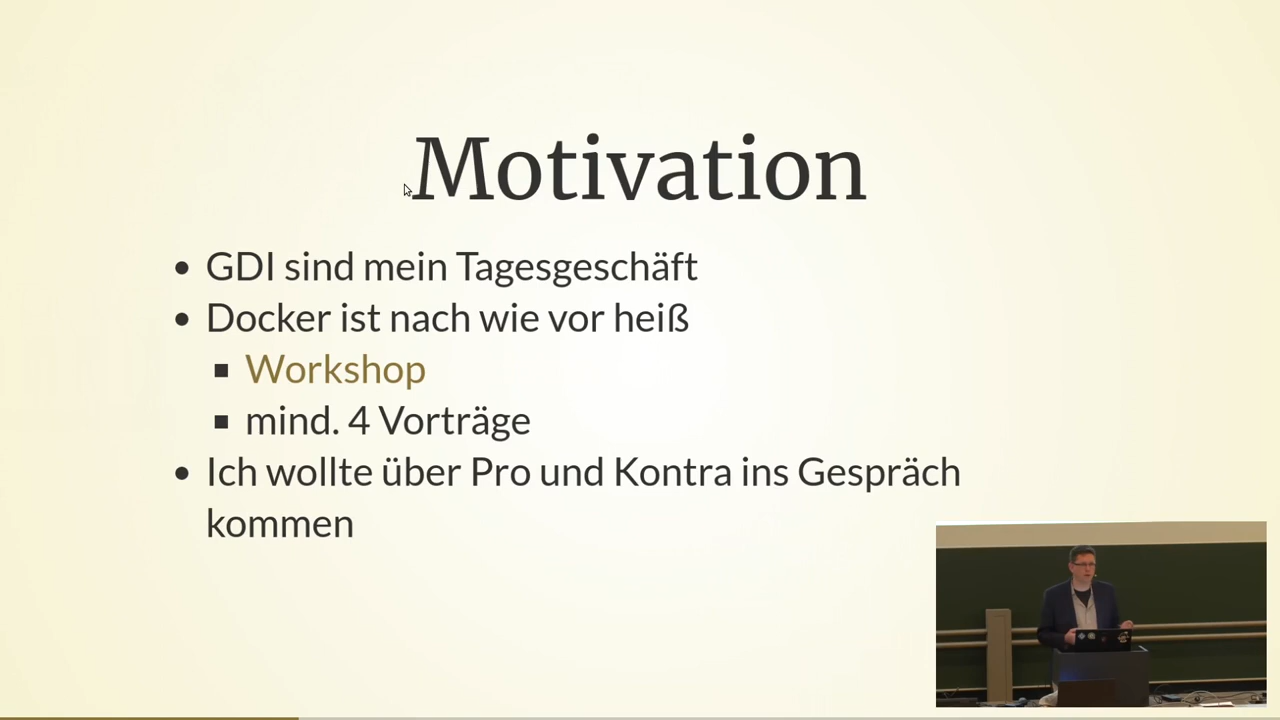 Motivation
GDI sind mein Tagesgeschäft
Docker ist nach wie vor heiß
Workshop
mind. 4 Vorträge
Ich wollte über Pro und Kontra ins Gespräch
kommen